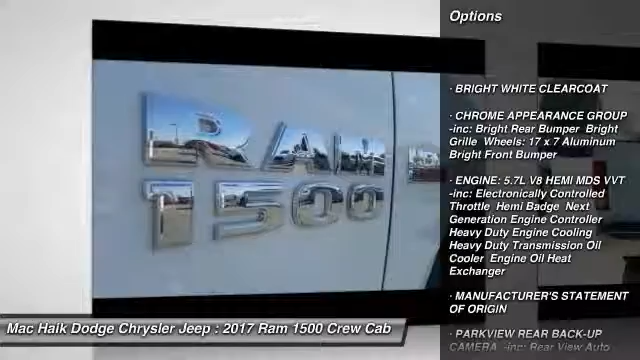 Options
RAM
1500
· BRIGHT WHITE CLEARCOAT
· CHROME APPEARANCE GROUP
-inc: Bright Rear Bumper Bright
Grille Wheels: 17 x 7 Aluminum
Bright Front Bumper
· ENGINE: 5.7L V8 HEMI MDS VVT
-inc: Electronically Controlled
Throttle Hemi Badge Next
Generation Engine Controller
Heavy Duty Engine Cooling
Heavy Duty Transmission Oil
Cooler Engine Oil Heat
Exchanger
· MANUFACTURER'S STATEMENT
OF ORIGIN
· PARKVIEW REAR BACK-UP
CAMERA -inc: Rear View Auto
Mac Haik Dodge Chrysler Jeep : 2017 Ram 1500 Crew Cab